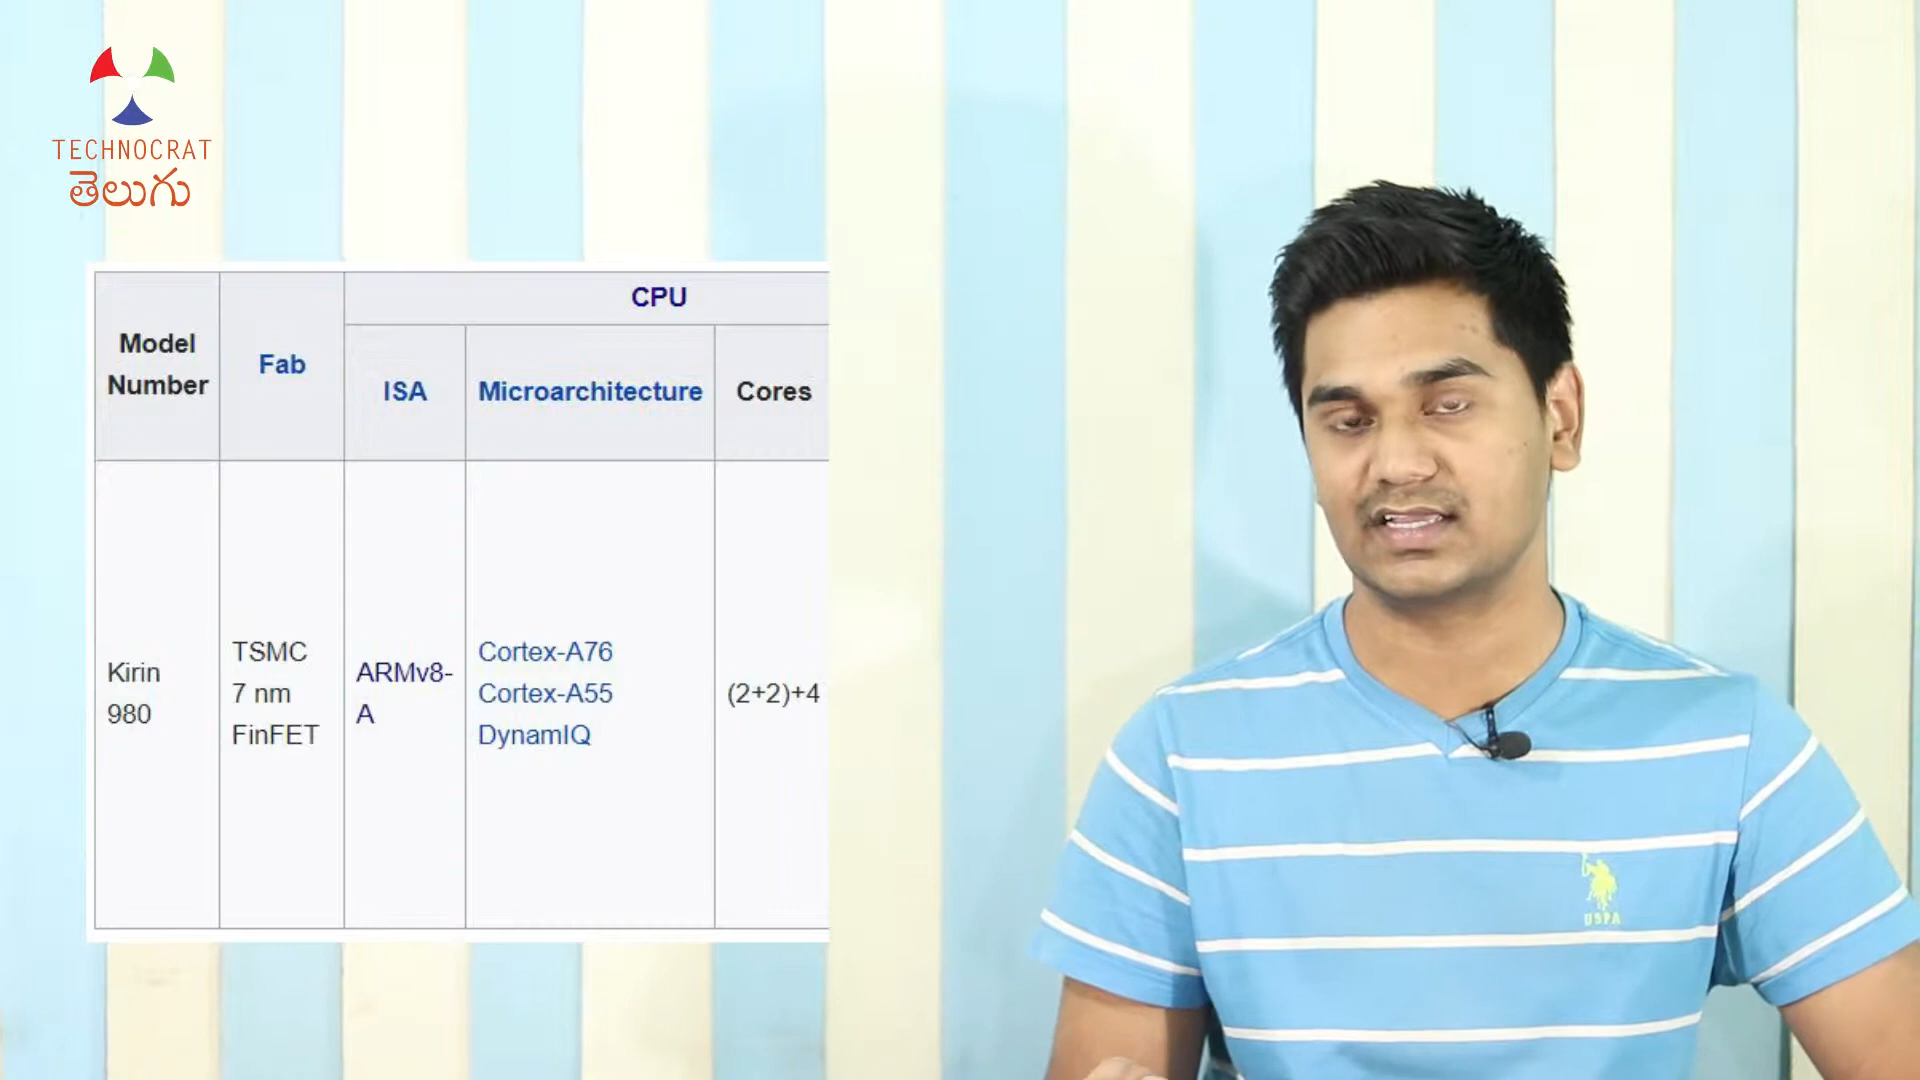 TECHNOCRAT
తెలుగు
CPU
Model
Number
Fab
ISA
Microarchitecture
Cores
Kirin
980
TSMC
7 nm
FinFET
ARMv8-
A
Cortex-A76
Cortex-A55
DynamIQ
(2+2)+4
USPA